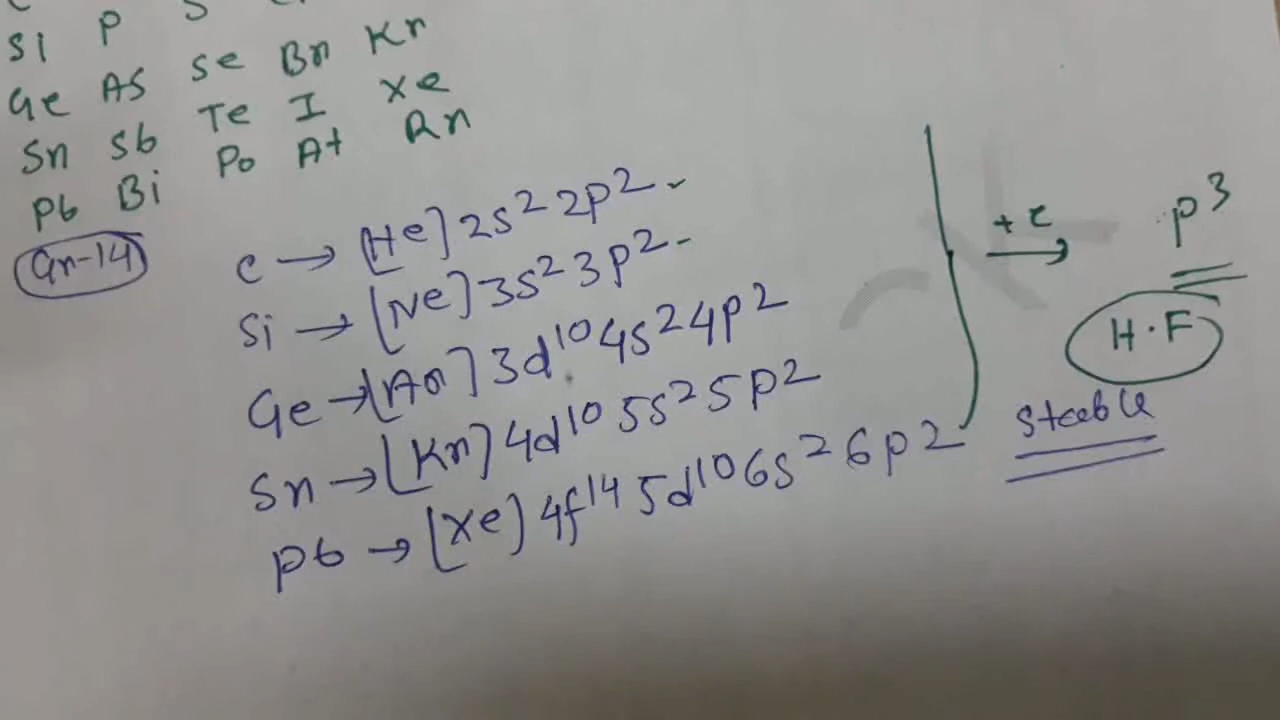 Si P S
Ge As Se Br Kr
Sn Sb Te I Xe
Pb Bi Po At Rn
Gr-14
C → [He] 2s² 2p²
Si → [Ne] 3s² 3p²
Ge → [Ar] 3d¹⁰ 4s² 4p²
Sn → [Kr] 4d¹⁰ 5s² 5p²
Pb → [Xe] 4f¹⁴ 5d¹⁰ 6s² 6p²
+e → p³
H.F
stable